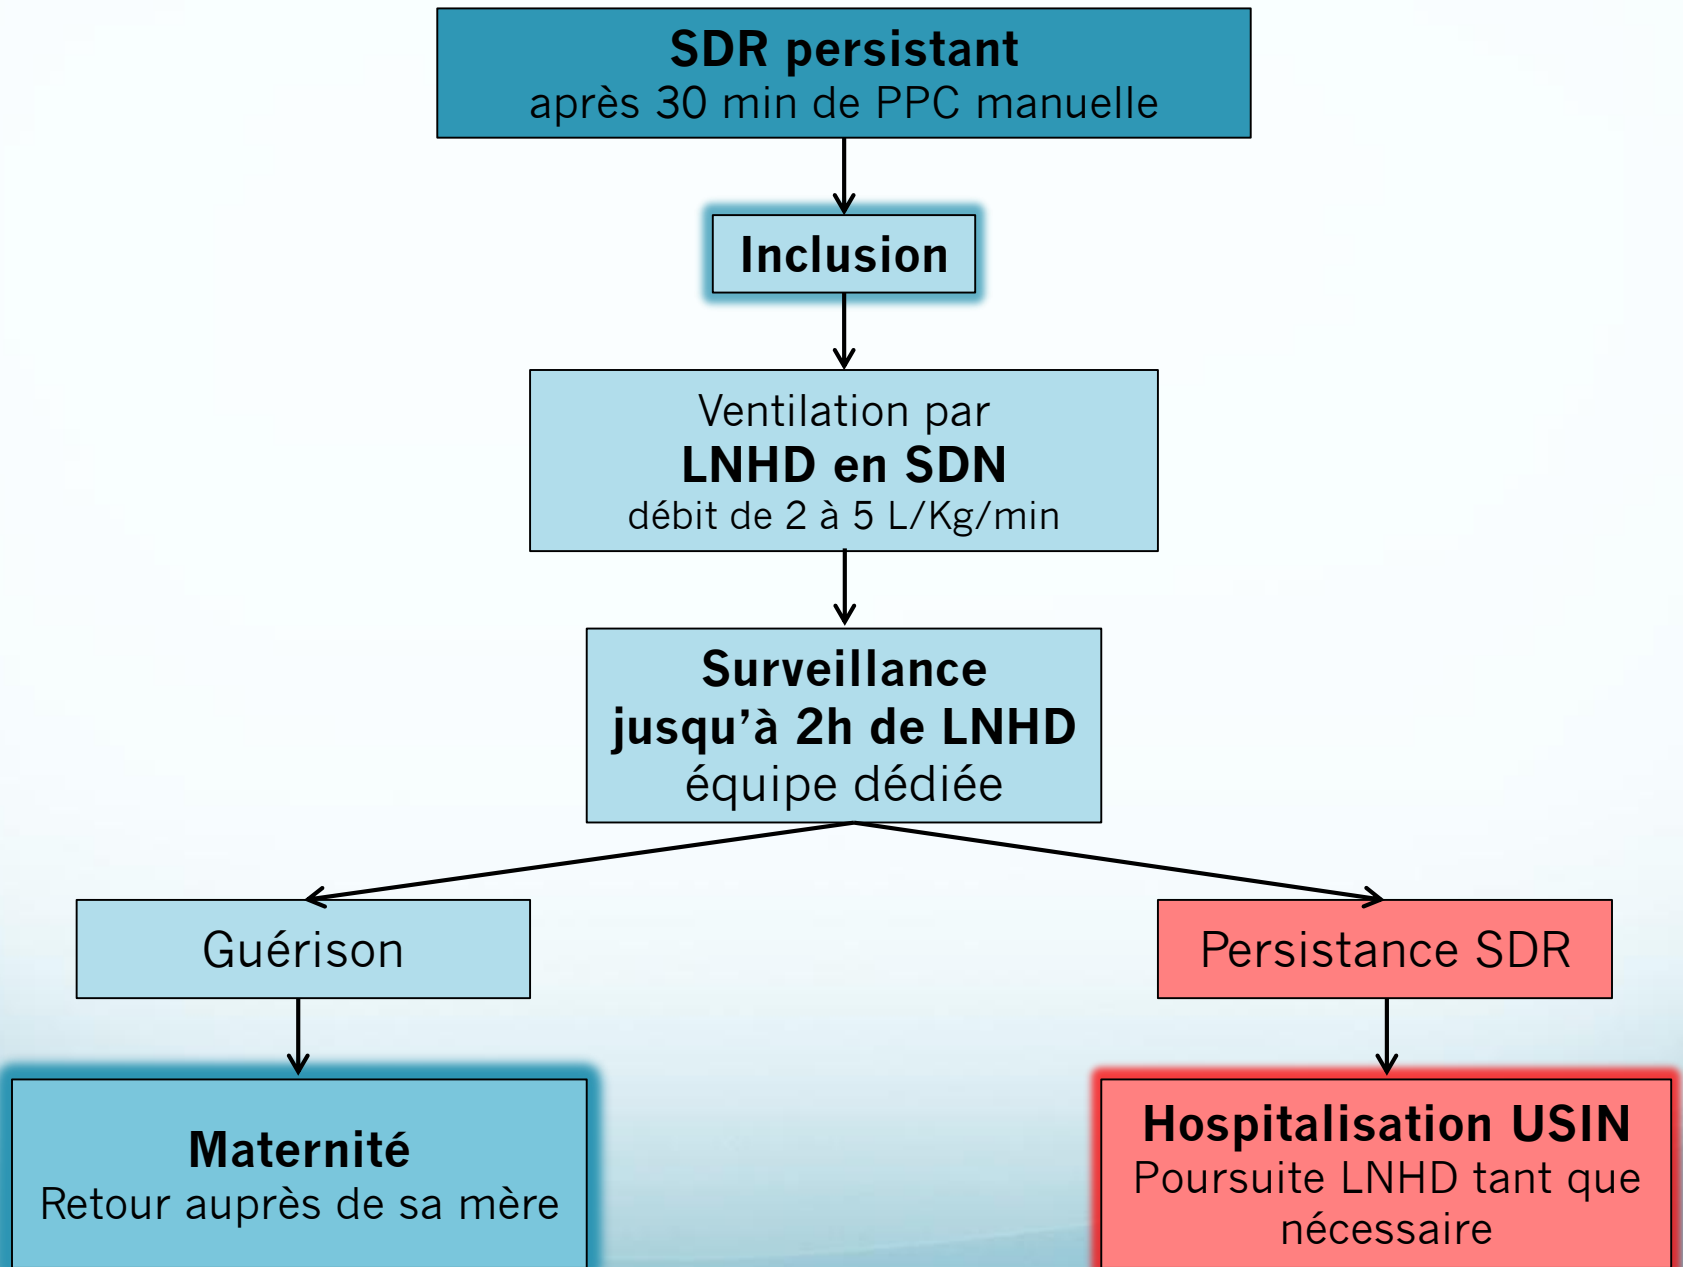 SDR persistant
après 30 min de PPC manuelle
Inclusion
Ventilation par
LNHD en SDN
débit de 2 à 5 L/Kg/min
Surveillance
jusqu’à 2h de LNHD
équipe dédiée
Guérison
Persistance SDR
Maternité
Retour auprès de sa mère
Hospitalisation USIN
Poursuite LNHD tant que
nécessaire